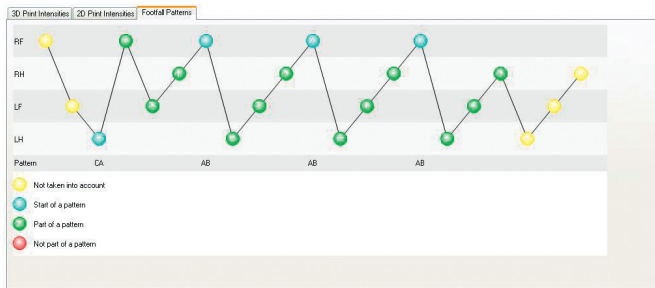 3D Print Intensities 2D Print Intensities Footfall Patterns
RF
RH
LF
LH
Pattern CA AB AB AB
Not taken into account
Start of a pattern
Part of a pattern
Not part of a pattern